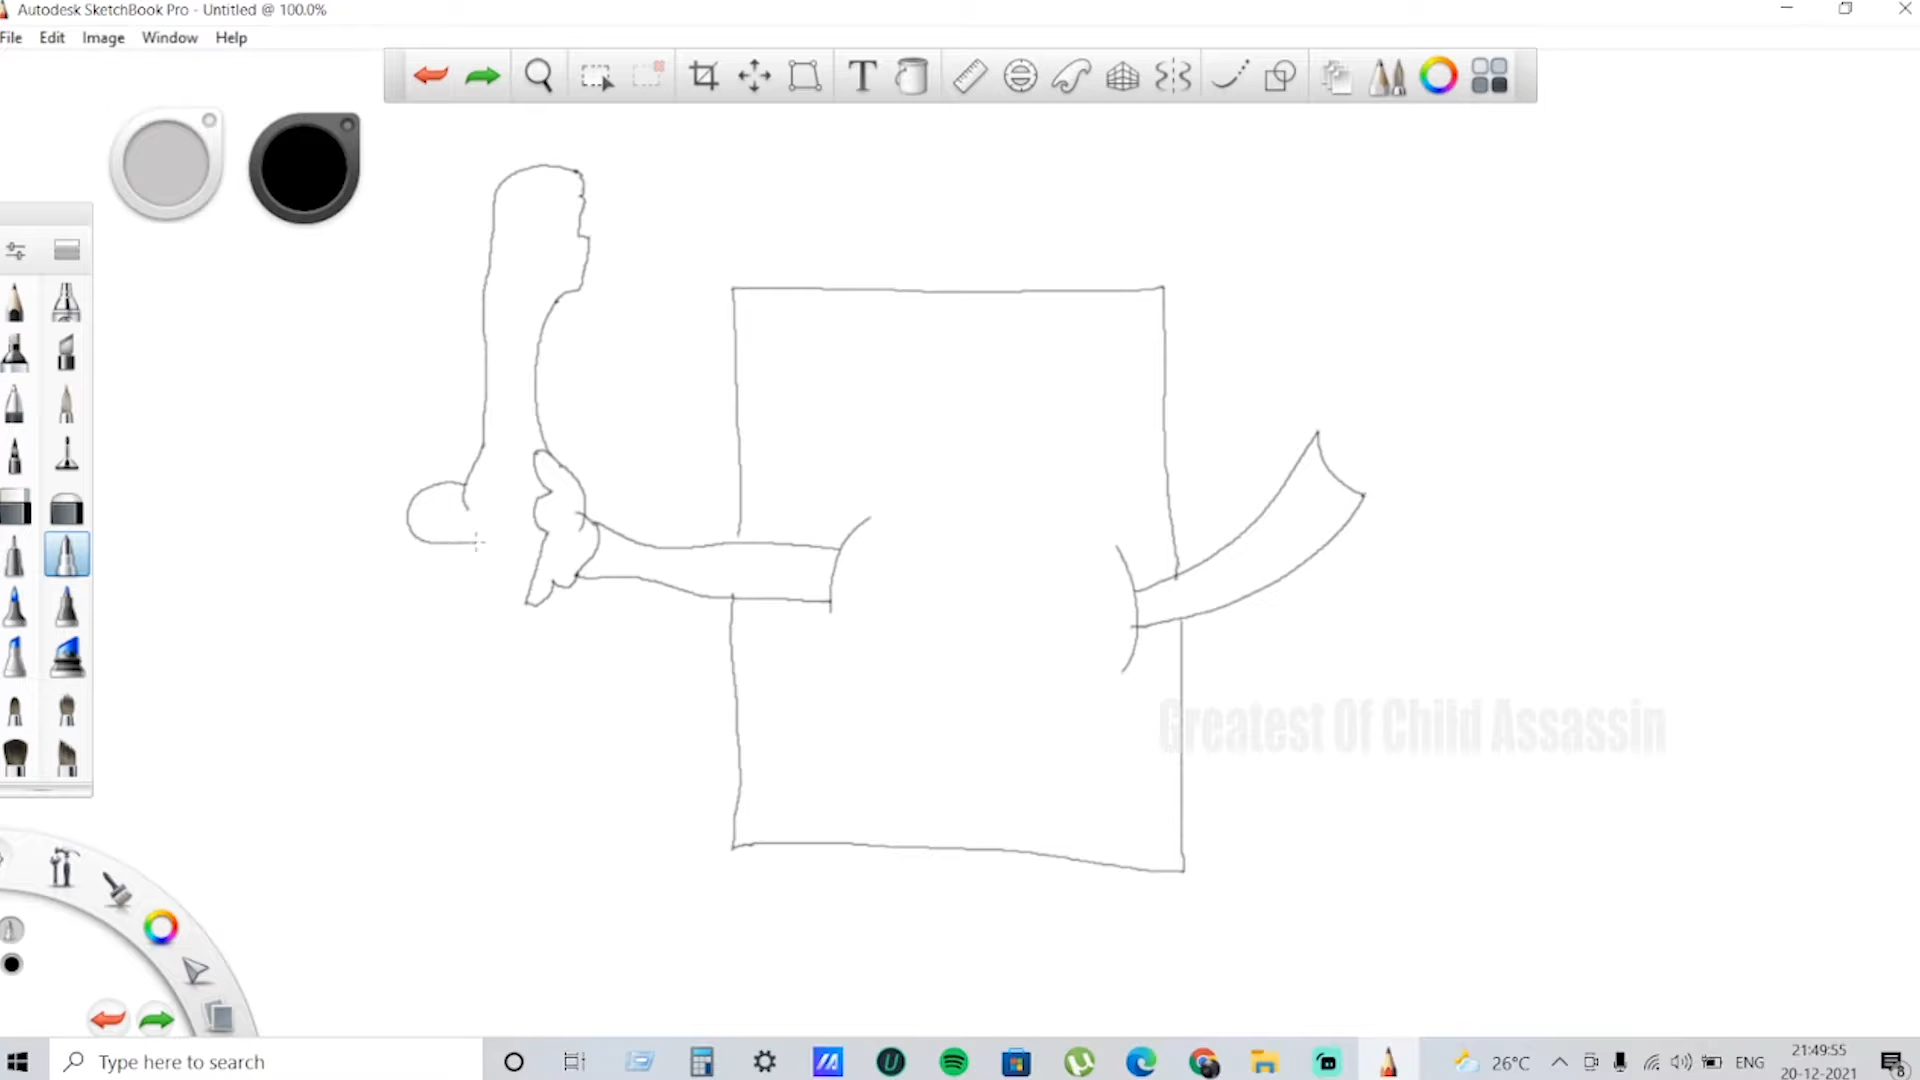 Autodesk SketchBook Pro - Untitled @ 100.0%
File Edit Image Window Help
T
Greatest Of Child Assassin
Type here to search
26°C
ENG
21:49:55
20-12-2021
8